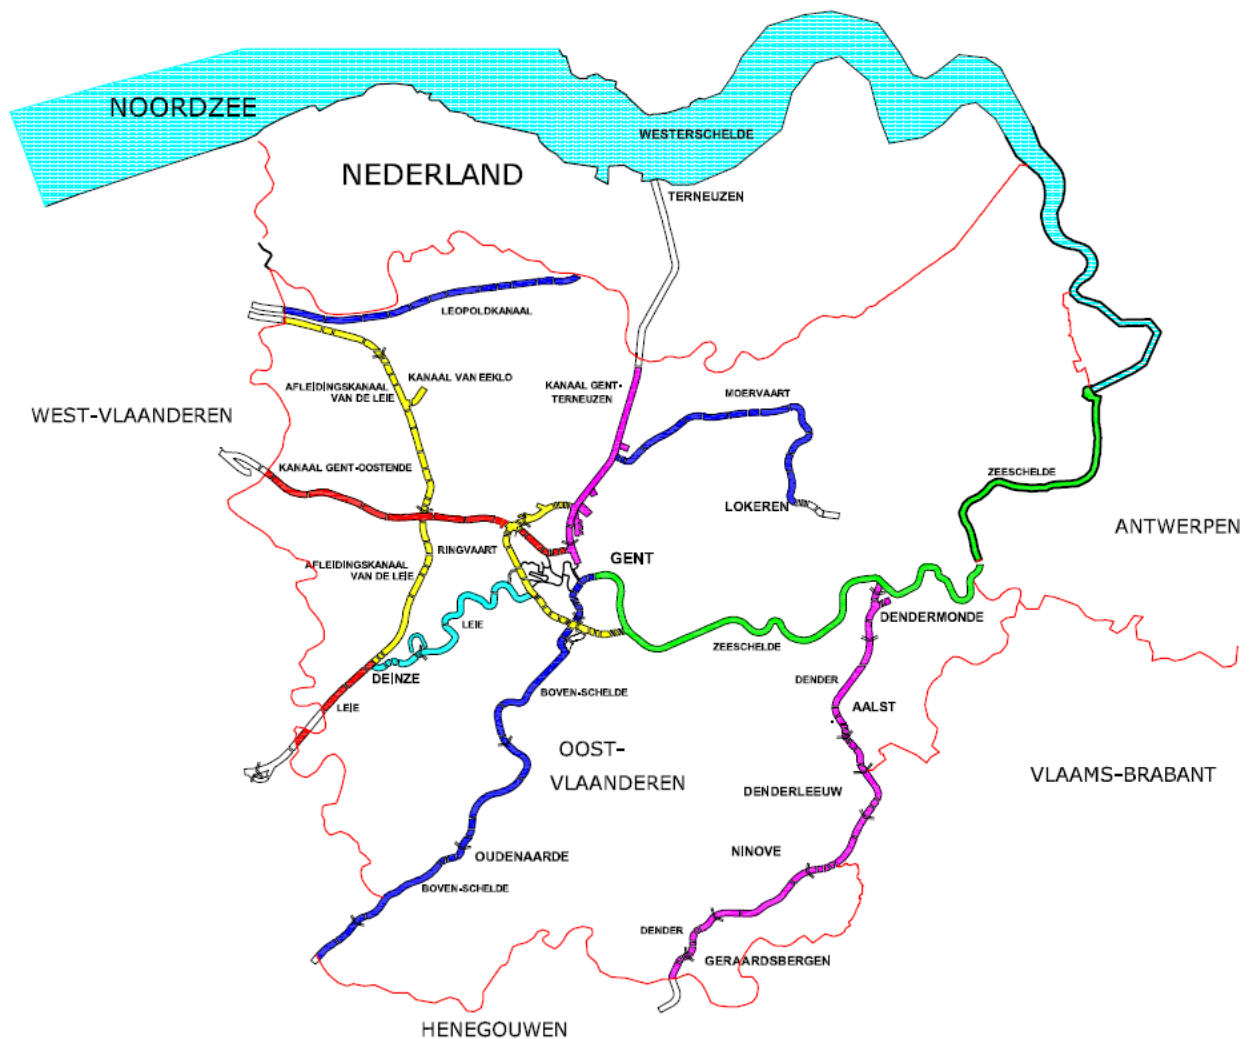 NOORDZEE
WESTERSCHELDE
NEDERLAND
TERNEUZEN
LEOPOLDKANAAL
KANAAL VAN EEKLO
AFLEIDINGSKANAAL
VAN DE LEIE
KANAAL GENT-
TERNEUZEN
MOERVAART
WEST-VLAANDEREN
KANAAL GENT-OOSTENDE
ZEESCHELDE
LOKEREN
ANTWERPEN
RINGVAART
GENT
AFLEIDINGSKANAAL
VAN DE LEIE
LEIE
DENDERMONDE
ZEESCHELDE
DEINZE
DENDER
BOVEN-SCHELDE
LEIE
AALST
OOST-
VLAANDEREN
VLAAMS-BRABANT
DENDERLEEUW
NINOVE
OUDENAARDE
BOVEN-SCHELDE
DENDER
GERAARDSBERGEN
HENEGOUWEN